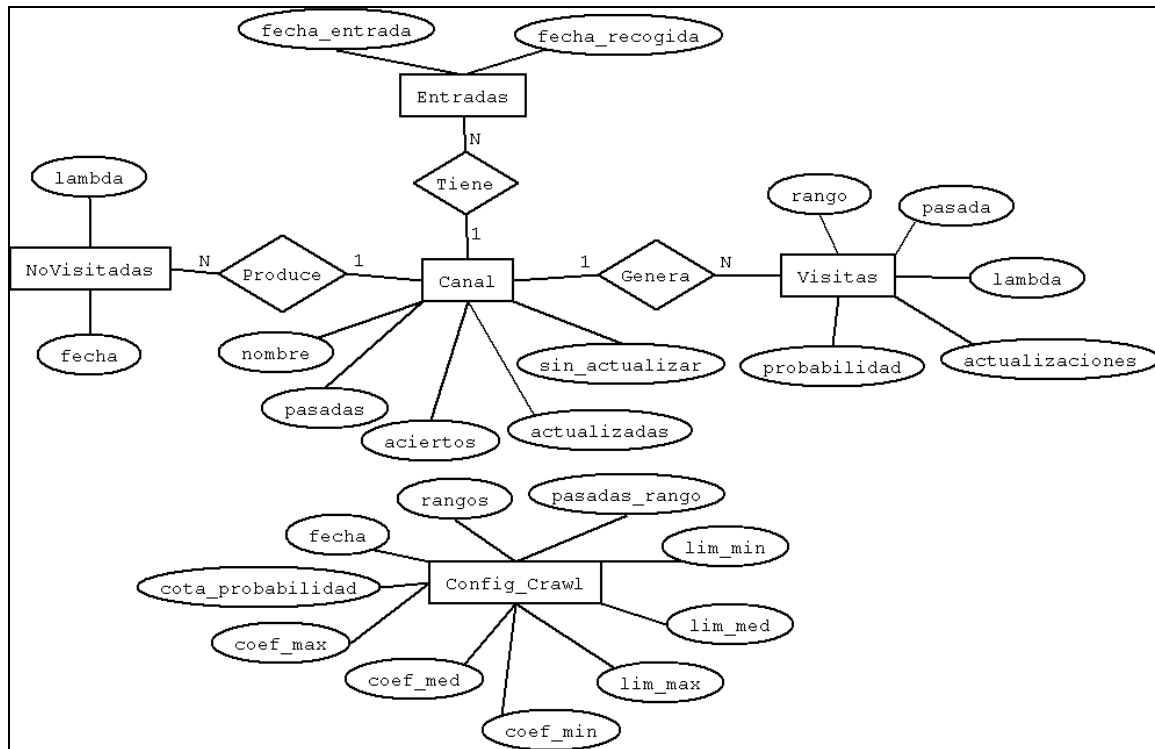 fecha_entrada
fecha_recogida
Entradas
N
Tiene
1
lambda
NoVisitadas
N
Produce
1
Canal
1
Genera
N
Visitas
rango
pasada
lambda
actualizaciones
probabilidad
fecha
nombre
pasadas
aciertos
actualizadas
sin_actualizar
rangos
pasadas_rango
fecha
lim_min
cota_probabilidad
Config_Crawl
coef_max
lim_med
coef_med
lim_max
coef_min